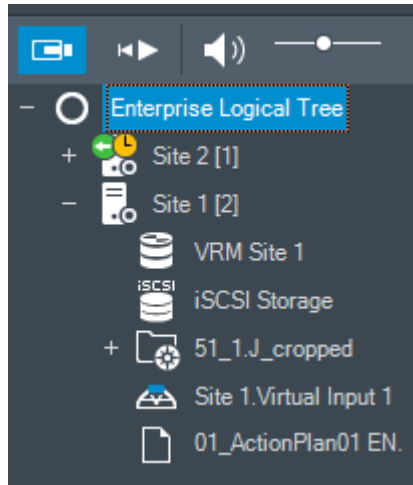 Enterprise Logical Tree
Site 2 [1]
Site 1 [2]
VRM Site 1
iSCSI
iSCSI Storage
51_1.J_cropped
Site 1.Virtual Input 1
01_ActionPlan01 EN.